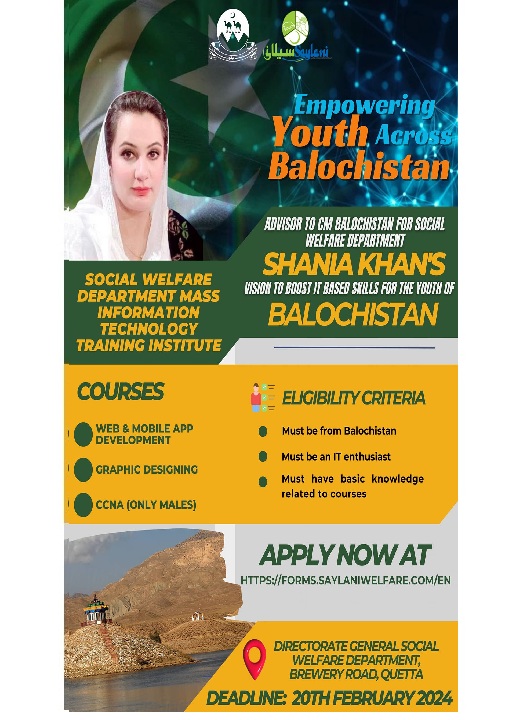 سیلانی Saylani
Empowering
Youth Across
Balochistan
ADVISOR TO CM BALOCHISTAN FOR SOCIAL
WELFARE DEPARTMENT
SHANIA KHAN'S
VISION TO BOOST IT BASED SKILLS FOR THE YOUTH OF
BALOCHISTAN
SOCIAL WELFARE
DEPARTMENT MASS
INFORMATION
TECHNOLOGY
TRAINING INSTITUTE
COURSES
WEB & MOBILE APP
DEVELOPMENT
GRAPHIC DESIGNING
CCNA (ONLY MALES)
ELIGIBILITY CRITERIA
Must be from Balochistan
Must be an IT enthusiast
Must have basic knowledge
related to courses
APPLY NOW AT
HTTPS://FORMS.SAYLANIWELFARE.COM/EN
DIRECTORATE GENERAL SOCIAL
WELFARE DEPARTMENT,
BREWERY ROAD, QUETTA
DEADLINE: 20TH FEBRUARY 2024